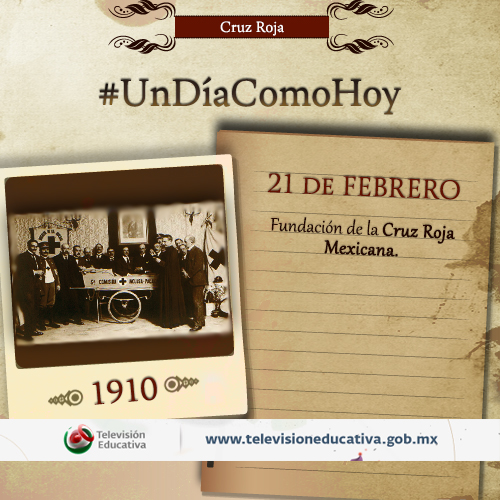 Cruz Roja
#UnDíaComoHoy
21 DE FEBRERO
Fundación de la Cruz Roja
Mexicana.
1910
Televisión
Educativa
www.televisioneducativa.gob.mx